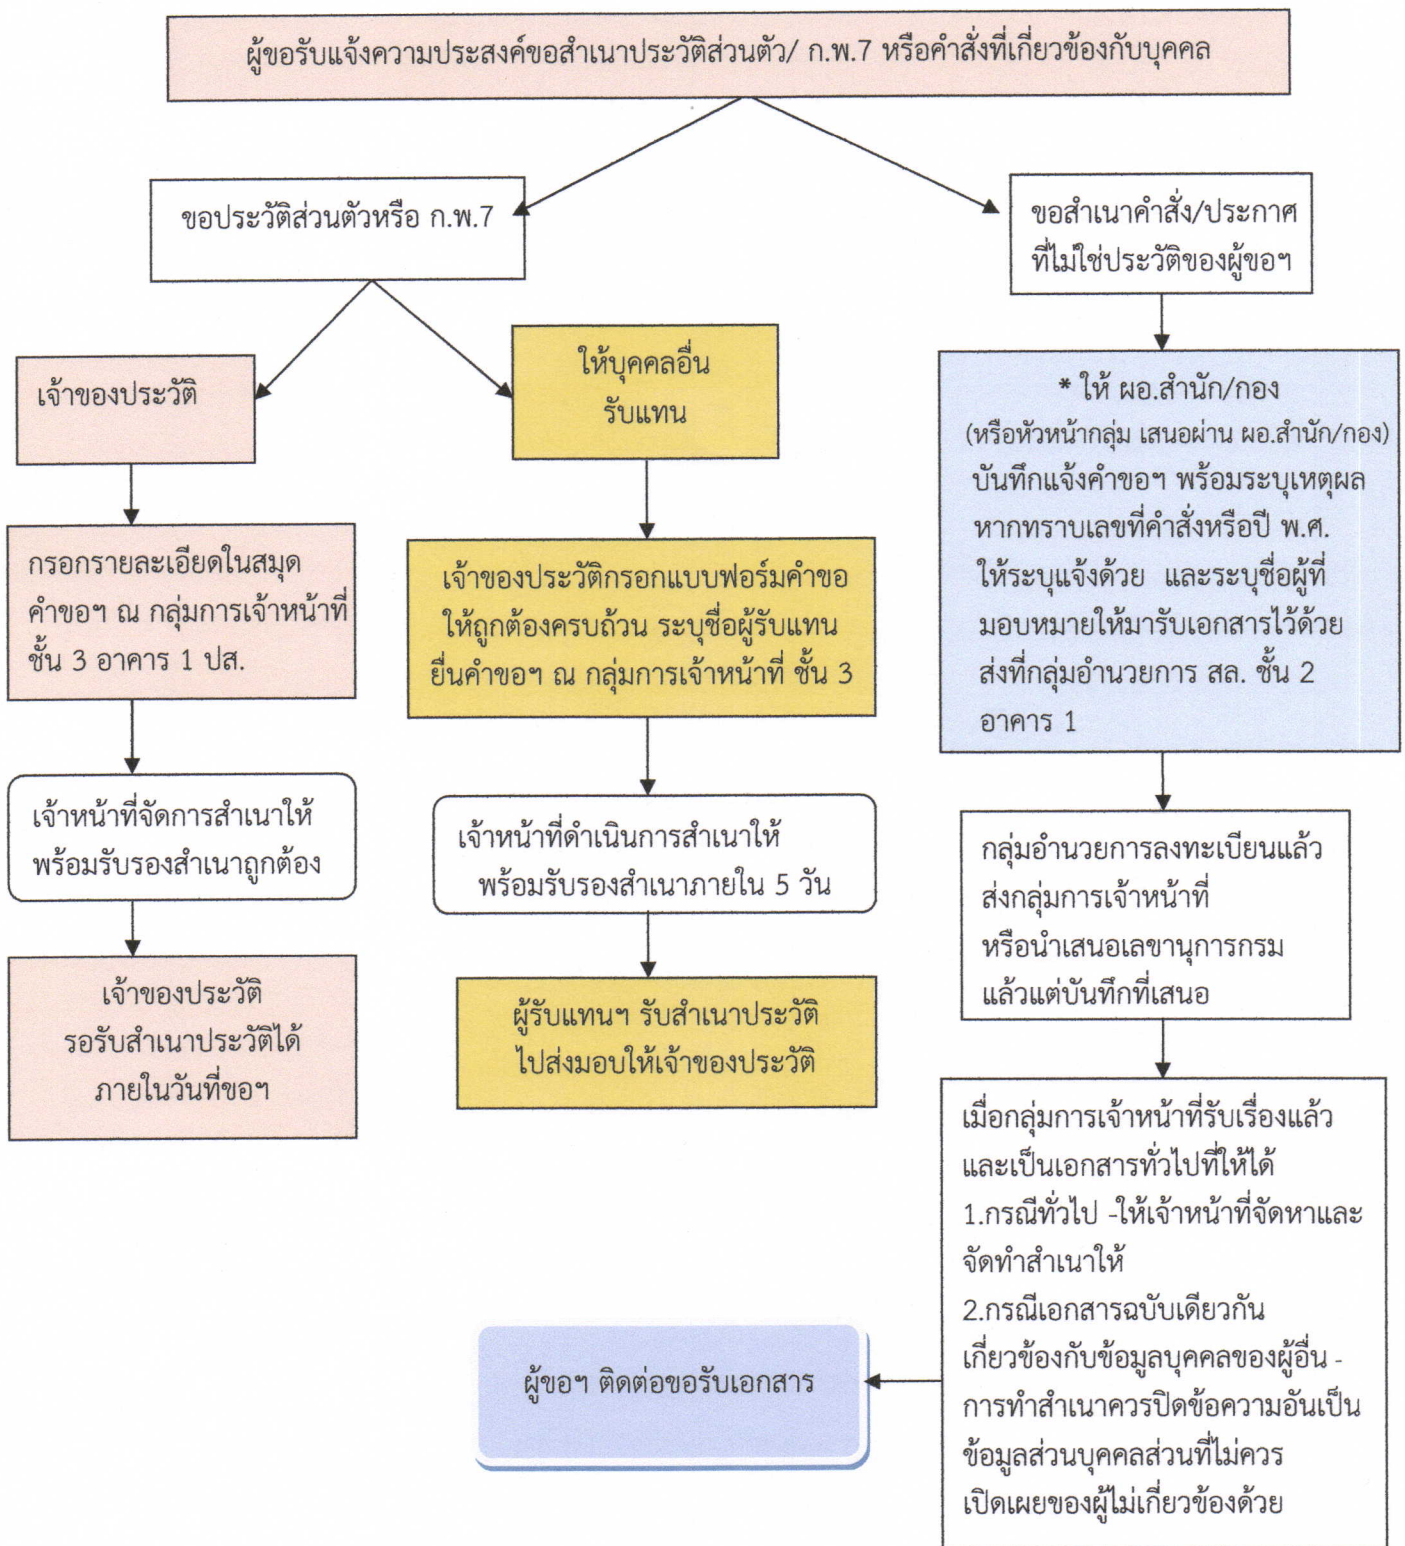 ผู้ขอรับแจ้งความประสงค์ขอสำเนาประวัติส่วนตัว/ ก.พ.7 หรือคำสั่งที่เกี่ยวข้องกับบุคคล
ขอประวัติส่วนตัวหรือ ก.พ.7
ขอสำเนาคำสั่ง/ประกาศ
ที่ไม่ใช่ประวัติของผู้ขอฯ
เจ้าของประวัติ
ให้บุคคลอื่น
รับแทน
* ให้ ผอ.สำนัก/กอง
(หรือหัวหน้ากลุ่ม เสนอผ่าน ผอ.สำนัก/กอง)
บันทึกแจ้งคำขอฯ พร้อมระบุเหตุผล
หากทราบเลขที่คำสั่งหรือปี พ.ศ.
ให้ระบุแจ้งด้วย และระบุชื่อผู้ที่
มอบหมายให้มารับเอกสารไว้ด้วย
ส่งที่กลุ่มอำนวยการ สล. ชั้น 2
อาคาร 1
กรอกรายละเอียดในสมุด
คำขอฯ ณ กลุ่มการเจ้าหน้าที่
ชั้น 3 อาคาร 1 ปส.
เจ้าของประวัติกรอกแบบฟอร์มคำขอ
ให้ถูกต้องครบถ้วน ระบุชื่อผู้รับแทน
ยื่นคำขอฯ ณ กลุ่มการเจ้าหน้าที่ ชั้น 3
เจ้าหน้าที่จัดการสำเนาให้
พร้อมรับรองสำเนาถูกต้อง
เจ้าหน้าที่ดำเนินการสำเนาให้
พร้อมรับรองสำเนาภายใน 5 วัน
กลุ่มอำนวยการลงทะเบียนแล้ว
ส่งกลุ่มการเจ้าหน้าที่
หรือนำเสนอเลขานุการกรม
แล้วแต่บันทึกที่เสนอ
เจ้าของประวัติ
รอรับสำเนาประวัติได้
ภายในวันที่ขอฯ
ผู้รับแทนฯ รับสำเนาประวัติ
ไปส่งมอบให้เจ้าของประวัติ
เมื่อกลุ่มการเจ้าหน้าที่รับเรื่องแล้ว
และเป็นเอกสารทั่วไปที่ให้ได้
1.กรณีทั่วไป -ให้เจ้าหน้าที่จัดหาและ
จัดทำสำเนาให้
2.กรณีเอกสารฉบับเดียวกัน
เกี่ยวข้องกับข้อมูลบุคคลของผู้อื่น -
การทำสำเนาควรปิดข้อความอันเป็น
ข้อมูลส่วนบุคคลส่วนที่ไม่ควร
เปิดเผยของผู้ไม่เกี่ยวข้องด้วย
ผู้ขอฯ ติดต่อขอรับเอกสาร